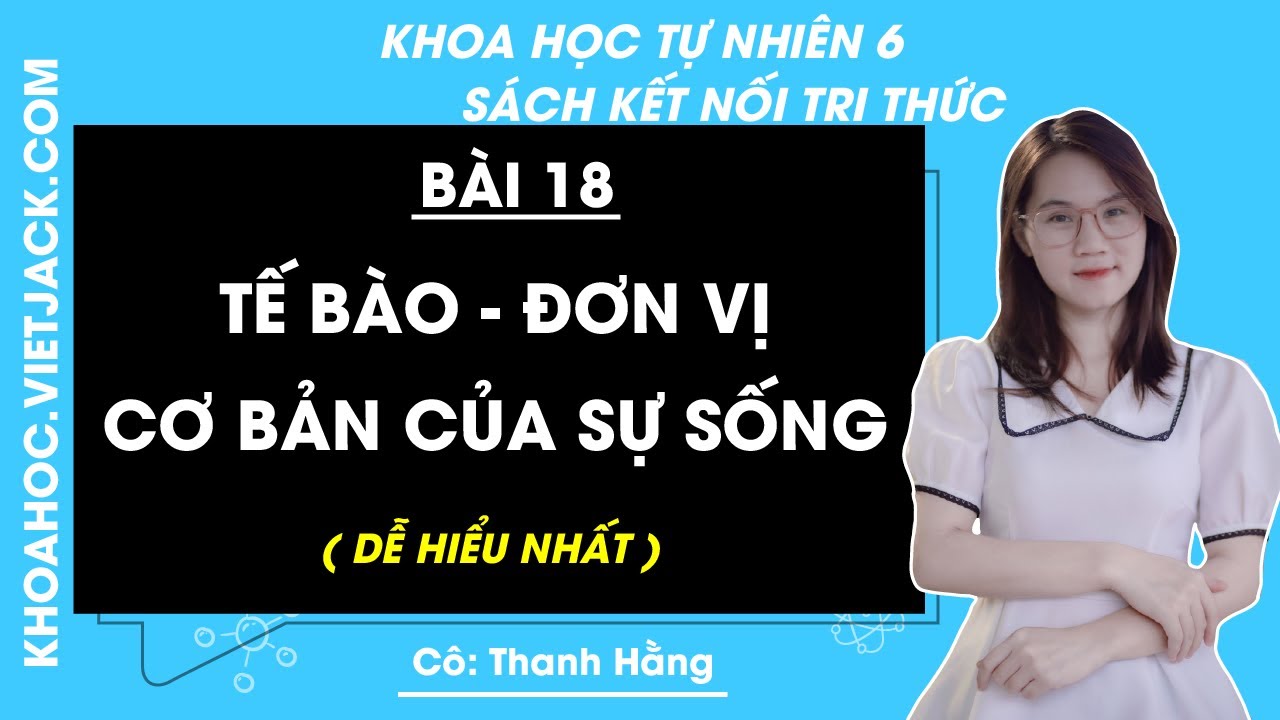 KHOA HỌC TỰ NHIÊN 6
SÁCH KẾT NỐI TRI THỨC
KHOAHOC.VIETJACK.COM
BÀI 18
TẾ BÀO - ĐƠN VỊ
CƠ BẢN CỦA SỰ SỐNG
( DỄ HIỂU NHẤT )
Cô: Thanh Hằng